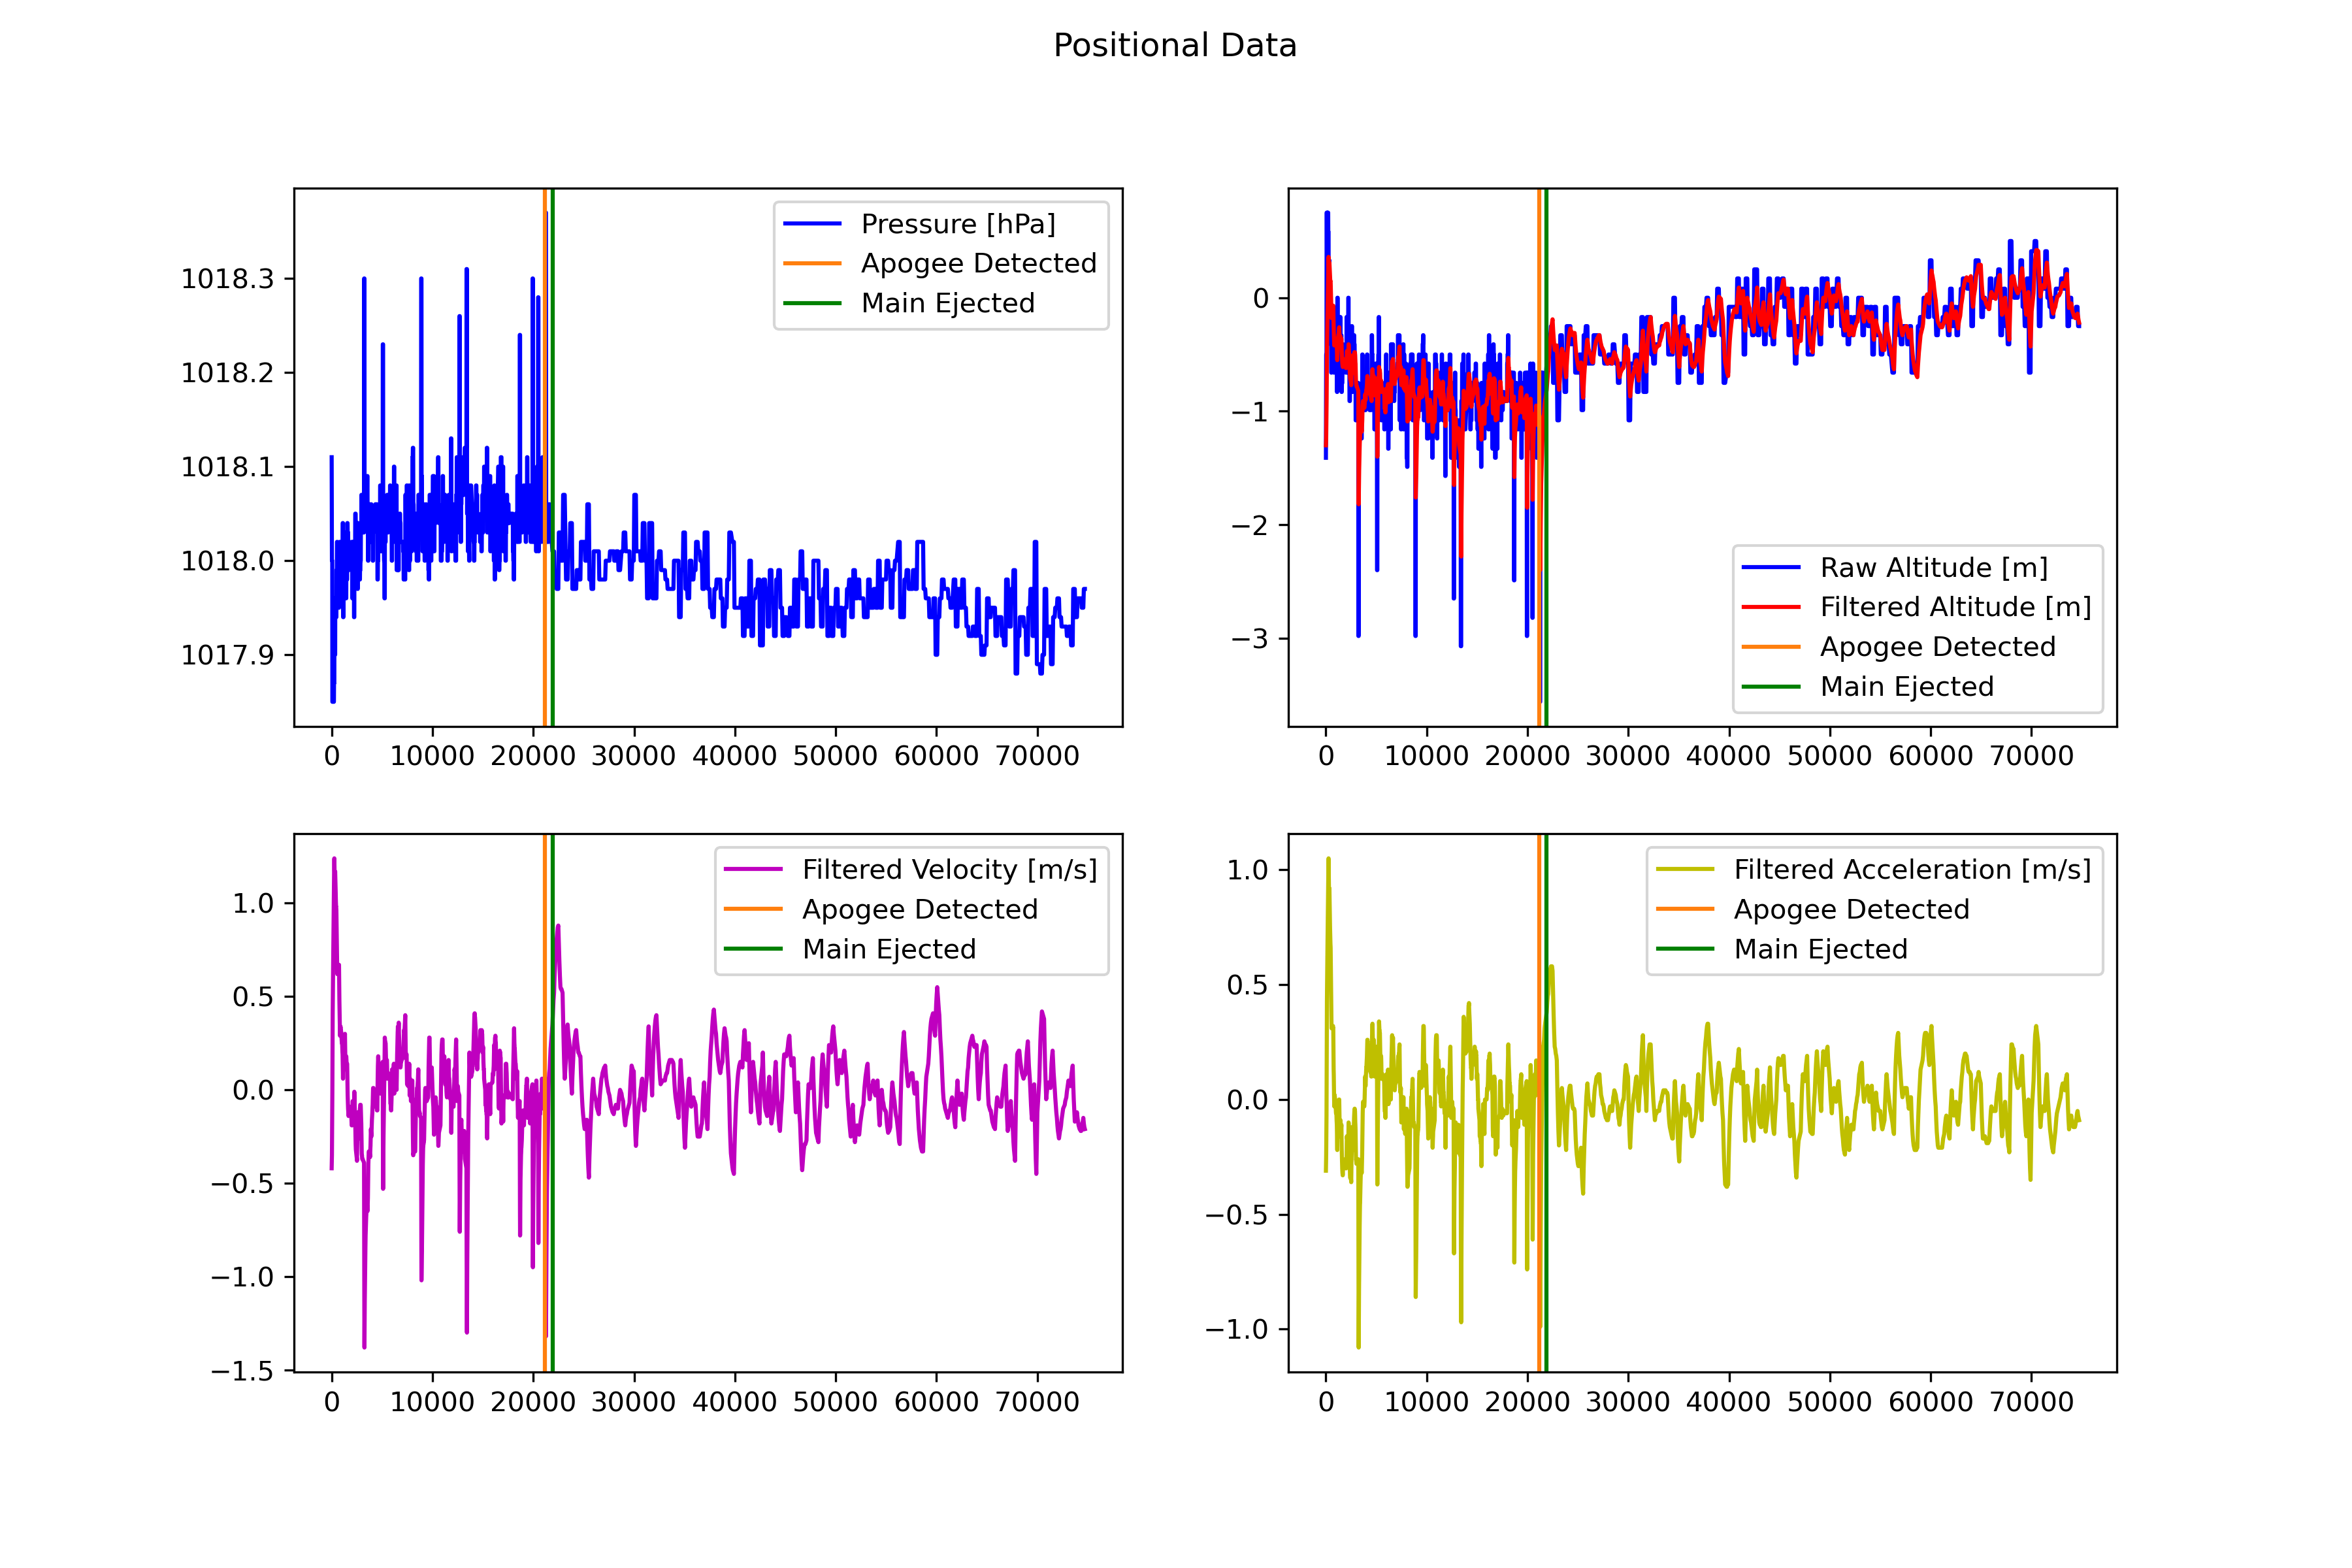 Positional Data
Pressure [hPa]
Apogee Detected
Main Ejected
1018.3
1018.2
1018.1
1018.0
1017.9
0 10000 20000 30000 40000 50000 60000 70000
0
−1
−2
−3
Raw Altitude [m]
Filtered Altitude [m]
Apogee Detected
Main Ejected
0 10000 20000 30000 40000 50000 60000 70000
Filtered Velocity [m/s]
Apogee Detected
Main Ejected
1.0
0.5
0.0
−0.5
−1.0
−1.5
0 10000 20000 30000 40000 50000 60000 70000
Filtered Acceleration [m/s]
Apogee Detected
Main Ejected
1.0
0.5
0.0
−0.5
−1.0
0 10000 20000 30000 40000 50000 60000 70000